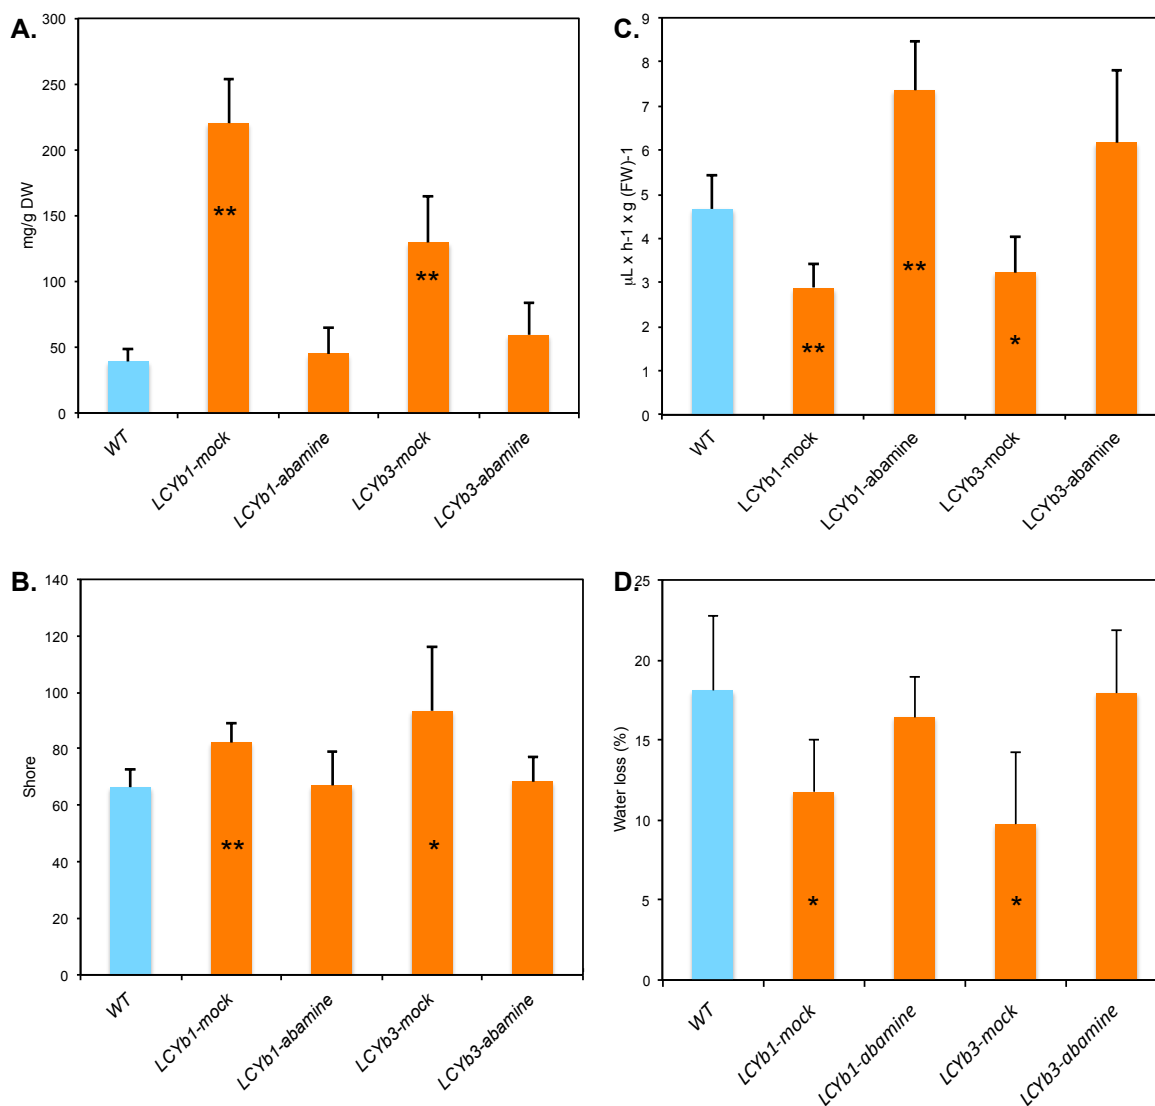 A.
300
250
200
150
100
50
0
mg/g DW
**
**
WT
LCYb1-mock
LCYb1-abamine
LCYb3-mock
LCYb3-abamine
C.
9
8
7
6
5
4
3
2
1
0
µL x h-1 x g (FW)-1
**
**
*
WT
LCYb1-mock
LCYb1-abamine
LCYb3-mock
LCYb3-abamine
B.
140
120
100
80
60
40
20
0
Shore
**
*
WT
LCYb1-mock
LCYb1-abamine
LCYb3-mock
LCYb3-abamine
D.
25
20
15
10
5
0
Water loss (%)
*
*
WT
LCYb1-mock
LCYb1-abamine
LCYb3-mock
LCYb3-abamine